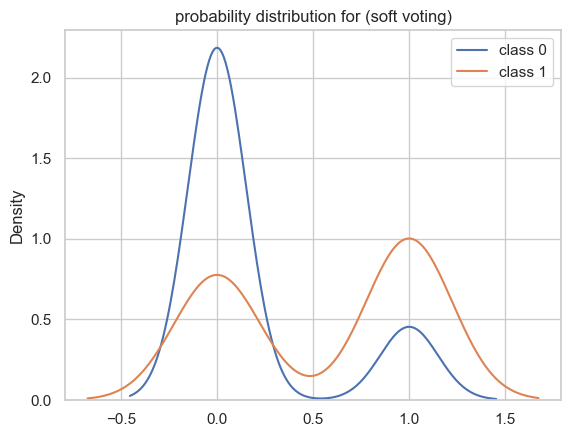 probability distribution for (soft voting)
class 0
class 1
Density
2.0
1.5
1.0
0.5
0.0
−0.5 0.0 0.5 1.0 1.5